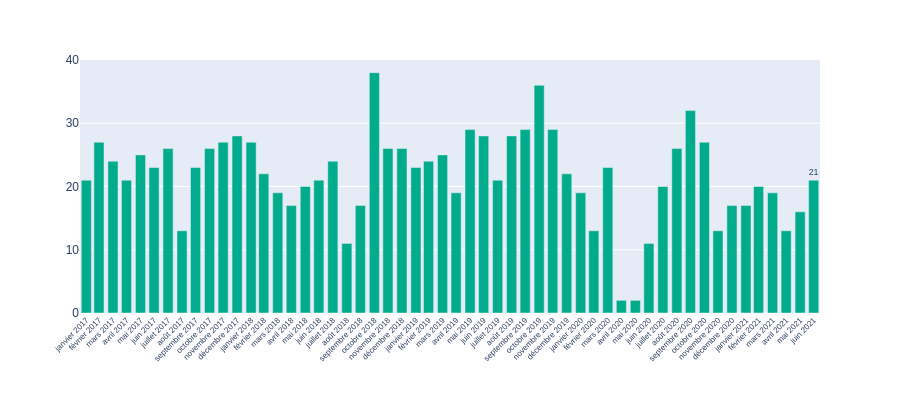 40
30
20
10
0
21
janvier 2017
février 2017
mars 2017
avril 2017
mai 2017
juin 2017
juillet 2017
août 2017
septembre 2017
octobre 2017
novembre 2017
décembre 2017
janvier 2018
février 2018
mars 2018
avril 2018
mai 2018
juin 2018
juillet 2018
août 2018
septembre 2018
octobre 2018
novembre 2018
décembre 2018
janvier 2019
février 2019
mars 2019
avril 2019
mai 2019
juin 2019
juillet 2019
août 2019
septembre 2019
octobre 2019
novembre 2019
décembre 2019
janvier 2020
février 2020
mars 2020
avril 2020
mai 2020
juin 2020
juillet 2020
août 2020
septembre 2020
octobre 2020
novembre 2020
décembre 2020
janvier 2021
février 2021
mars 2021
avril 2021
mai 2021
juin 2021